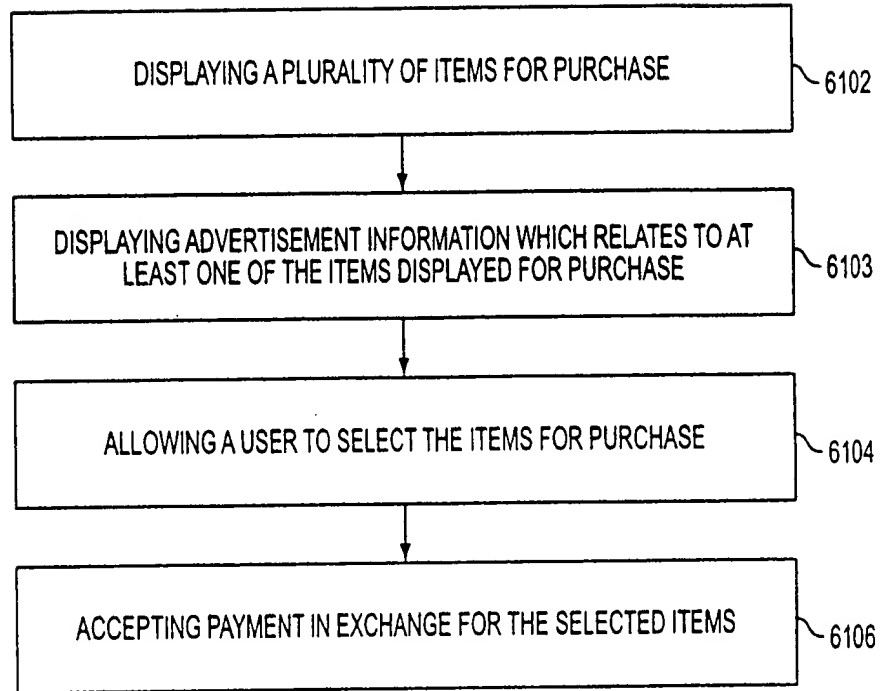 DISPLAYING A PLURALITY OF ITEMS FOR PURCHASE
6102
DISPLAYING ADVERTISEMENT INFORMATION WHICH RELATES TO AT
LEAST ONE OF THE ITEMS DISPLAYED FOR PURCHASE
6103
ALLOWING A USER TO SELECT THE ITEMS FOR PURCHASE
6104
ACCEPTING PAYMENT IN EXCHANGE FOR THE SELECTED ITEMS
6106